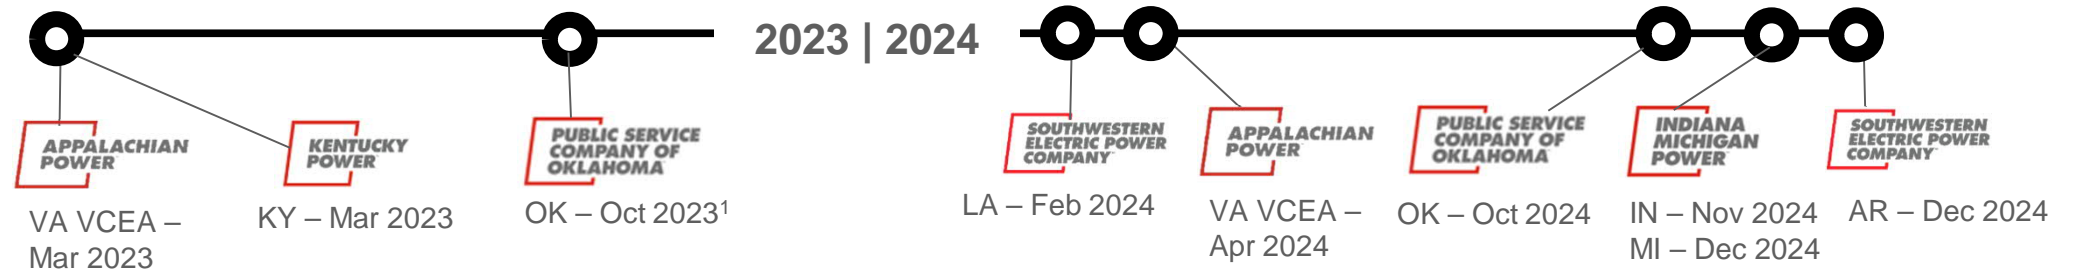 2023 | 2024
APPALACHIAN
POWER
VA VCEA –
Mar 2023
KENTUCKY
POWER
KY – Mar 2023
PUBLIC SERVICE
COMPANY OF
OKLAHOMA
OK – Oct 2023¹
SOUTHWESTERN
ELECTRIC POWER
COMPANY
LA – Feb 2024
APPALACHIAN
POWER
VA VCEA –
Apr 2024
PUBLIC SERVICE
COMPANY OF
OKLAHOMA
OK – Oct 2024
INDIANA
MICHIGAN
POWER
IN – Nov 2024
MI – Dec 2024
SOUTHWESTERN
ELECTRIC POWER
COMPANY
AR – Dec 2024